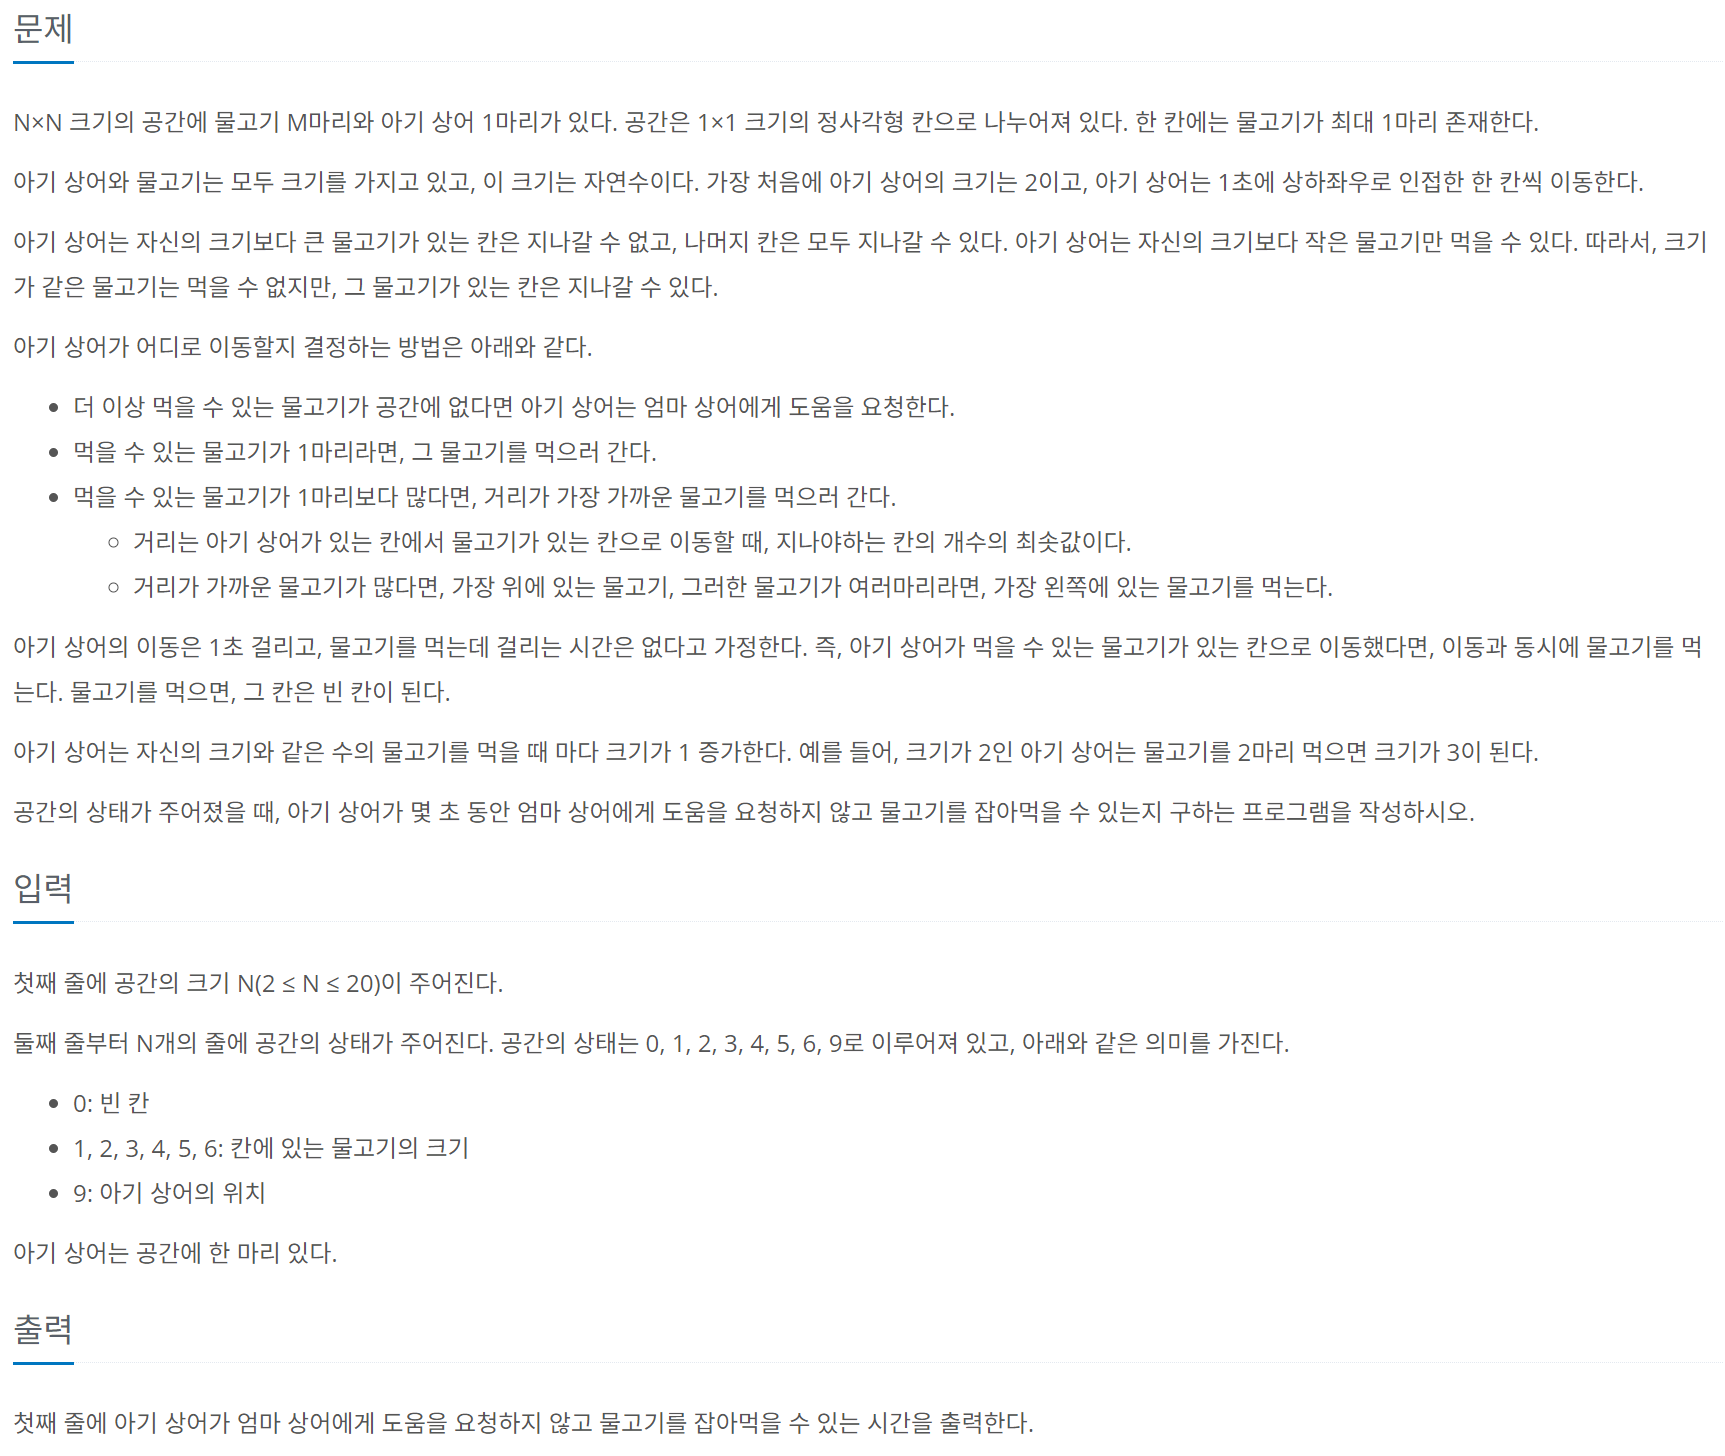 문제
N×N 크기의 공간에 물고기 M마리와 아기 상어 1마리가 있다. 공간은 1×1 크기의 정사각형 칸으로 나누어져 있다. 한 칸에는 물고기가 최대 1마리 존재한다.
아기 상어와 물고기는 모두 크기를 가지고 있고, 이 크기는 자연수이다. 가장 처음에 아기 상어의 크기는 2이고, 아기 상어는 1초에 상하좌우로 인접한 한 칸씩 이동한다.
아기 상어는 자신의 크기보다 큰 물고기가 있는 칸은 지나갈 수 없고, 나머지 칸은 모두 지나갈 수 있다. 아기 상어는 자신의 크기보다 작은 물고기만 먹을 수 있다. 따라서, 크기
가 같은 물고기는 먹을 수 없지만, 그 물고기가 있는 칸은 지나갈 수 있다.
아기 상어가 어디로 이동할지 결정하는 방법은 아래와 같다.
• 더 이상 먹을 수 있는 물고기가 공간에 없다면 아기 상어는 엄마 상어에게 도움을 요청한다.
• 먹을 수 있는 물고기가 1마리라면, 그 물고기를 먹으러 간다.
• 먹을 수 있는 물고기가 1마리보다 많다면, 거리가 가장 가까운 물고기를 먹으러 간다.
◦ 거리는 아기 상어가 있는 칸에서 물고기가 있는 칸으로 이동할 때, 지나야하는 칸의 개수의 최솟값이다.
◦ 거리가 가까운 물고기가 많다면, 가장 위에 있는 물고기, 그러한 물고기가 여러마리라면, 가장 왼쪽에 있는 물고기를 먹는다.
아기 상어의 이동은 1초 걸리고, 물고기를 먹는데 걸리는 시간은 없다고 가정한다. 즉, 아기 상어가 먹을 수 있는 물고기가 있는 칸으로 이동했다면, 이동과 동시에 물고기를 먹
는다. 물고기를 먹으면, 그 칸은 빈 칸이 된다.
아기 상어는 자신의 크기와 같은 수의 물고기를 먹을 때 마다 크기가 1 증가한다. 예를 들어, 크기가 2인 아기 상어는 물고기를 2마리 먹으면 크기가 3이 된다.
공간의 상태가 주어졌을 때, 아기 상어가 몇 초 동안 엄마 상어에게 도움을 요청하지 않고 물고기를 잡아먹을 수 있는지 구하는 프로그램을 작성하시오.
입력
첫째 줄에 공간의 크기 N(2 ≤ N ≤ 20)이 주어진다.
둘째 줄부터 N개의 줄에 공간의 상태가 주어진다. 공간의 상태는 0, 1, 2, 3, 4, 5, 6, 9로 이루어져 있고, 아래와 같은 의미를 가진다.
• 0: 빈 칸
• 1, 2, 3, 4, 5, 6: 칸에 있는 물고기의 크기
• 9: 아기 상어의 위치
아기 상어는 공간에 한 마리 있다.
출력
첫째 줄에 아기 상어가 엄마 상어에게 도움을 요청하지 않고 물고기를 잡아먹을 수 있는 시간을 출력한다.